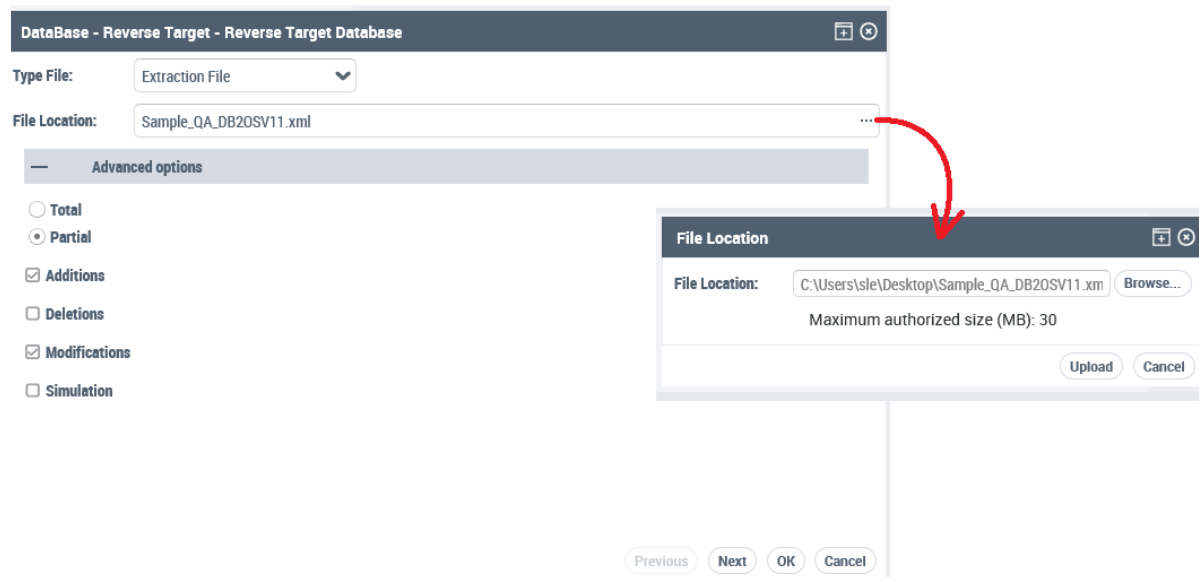 DataBase - Reverse Target - Reverse Target Database
Type File:
Extraction File
File Location:
Sample_QA_DB2OSV11.xml
...
Advanced options
Total
Partial
Additions
Deletions
Modifications
Simulation
File Location
File Location:
C:\Users\sle\Desktop\Sample_QA_DB2OSV11.xm
Browse...
Maximum authorized size (MB): 30
Upload
Cancel
Previous
Next
OK
Cancel